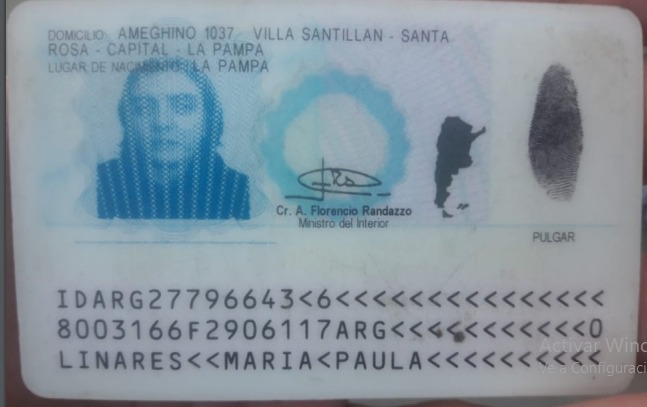 DOMICILIO: AMEGHINO 1037 VILLA SANTILLAN - SANTA
ROSA - CAPITAL - LA PAMPA
LUGAR DE NACIMIENTO: LA PAMPA
Cr. A. Florencio Randazzo
Ministro del Interior
PULGAR
IDARG27796643<6<<<<<<<<<<<<<<<
8003166F2906117ARG<<<<<<<<<<<0
LINARES<<MARIA<PAULA<<<<<<<<<<
Activar Wind
Ve a Configuraci